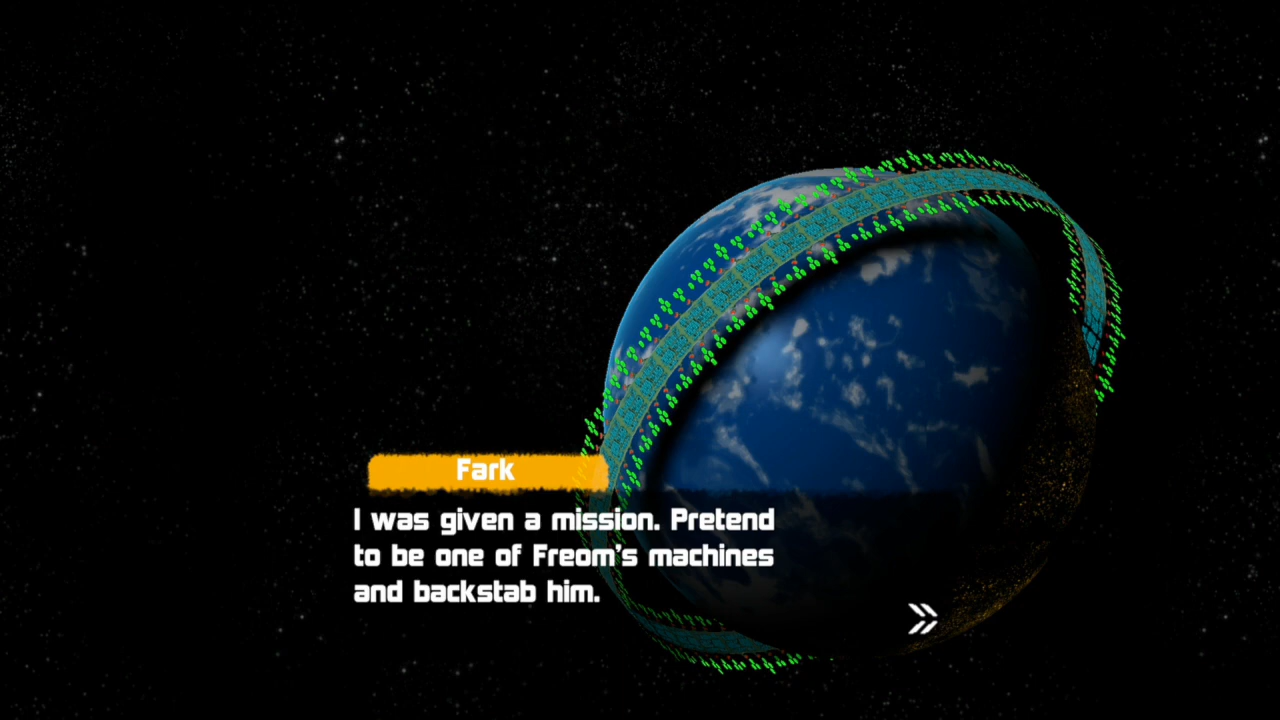 Fark
I was given a mission. Pretend
to be one of Freom's machines
and backstab him.